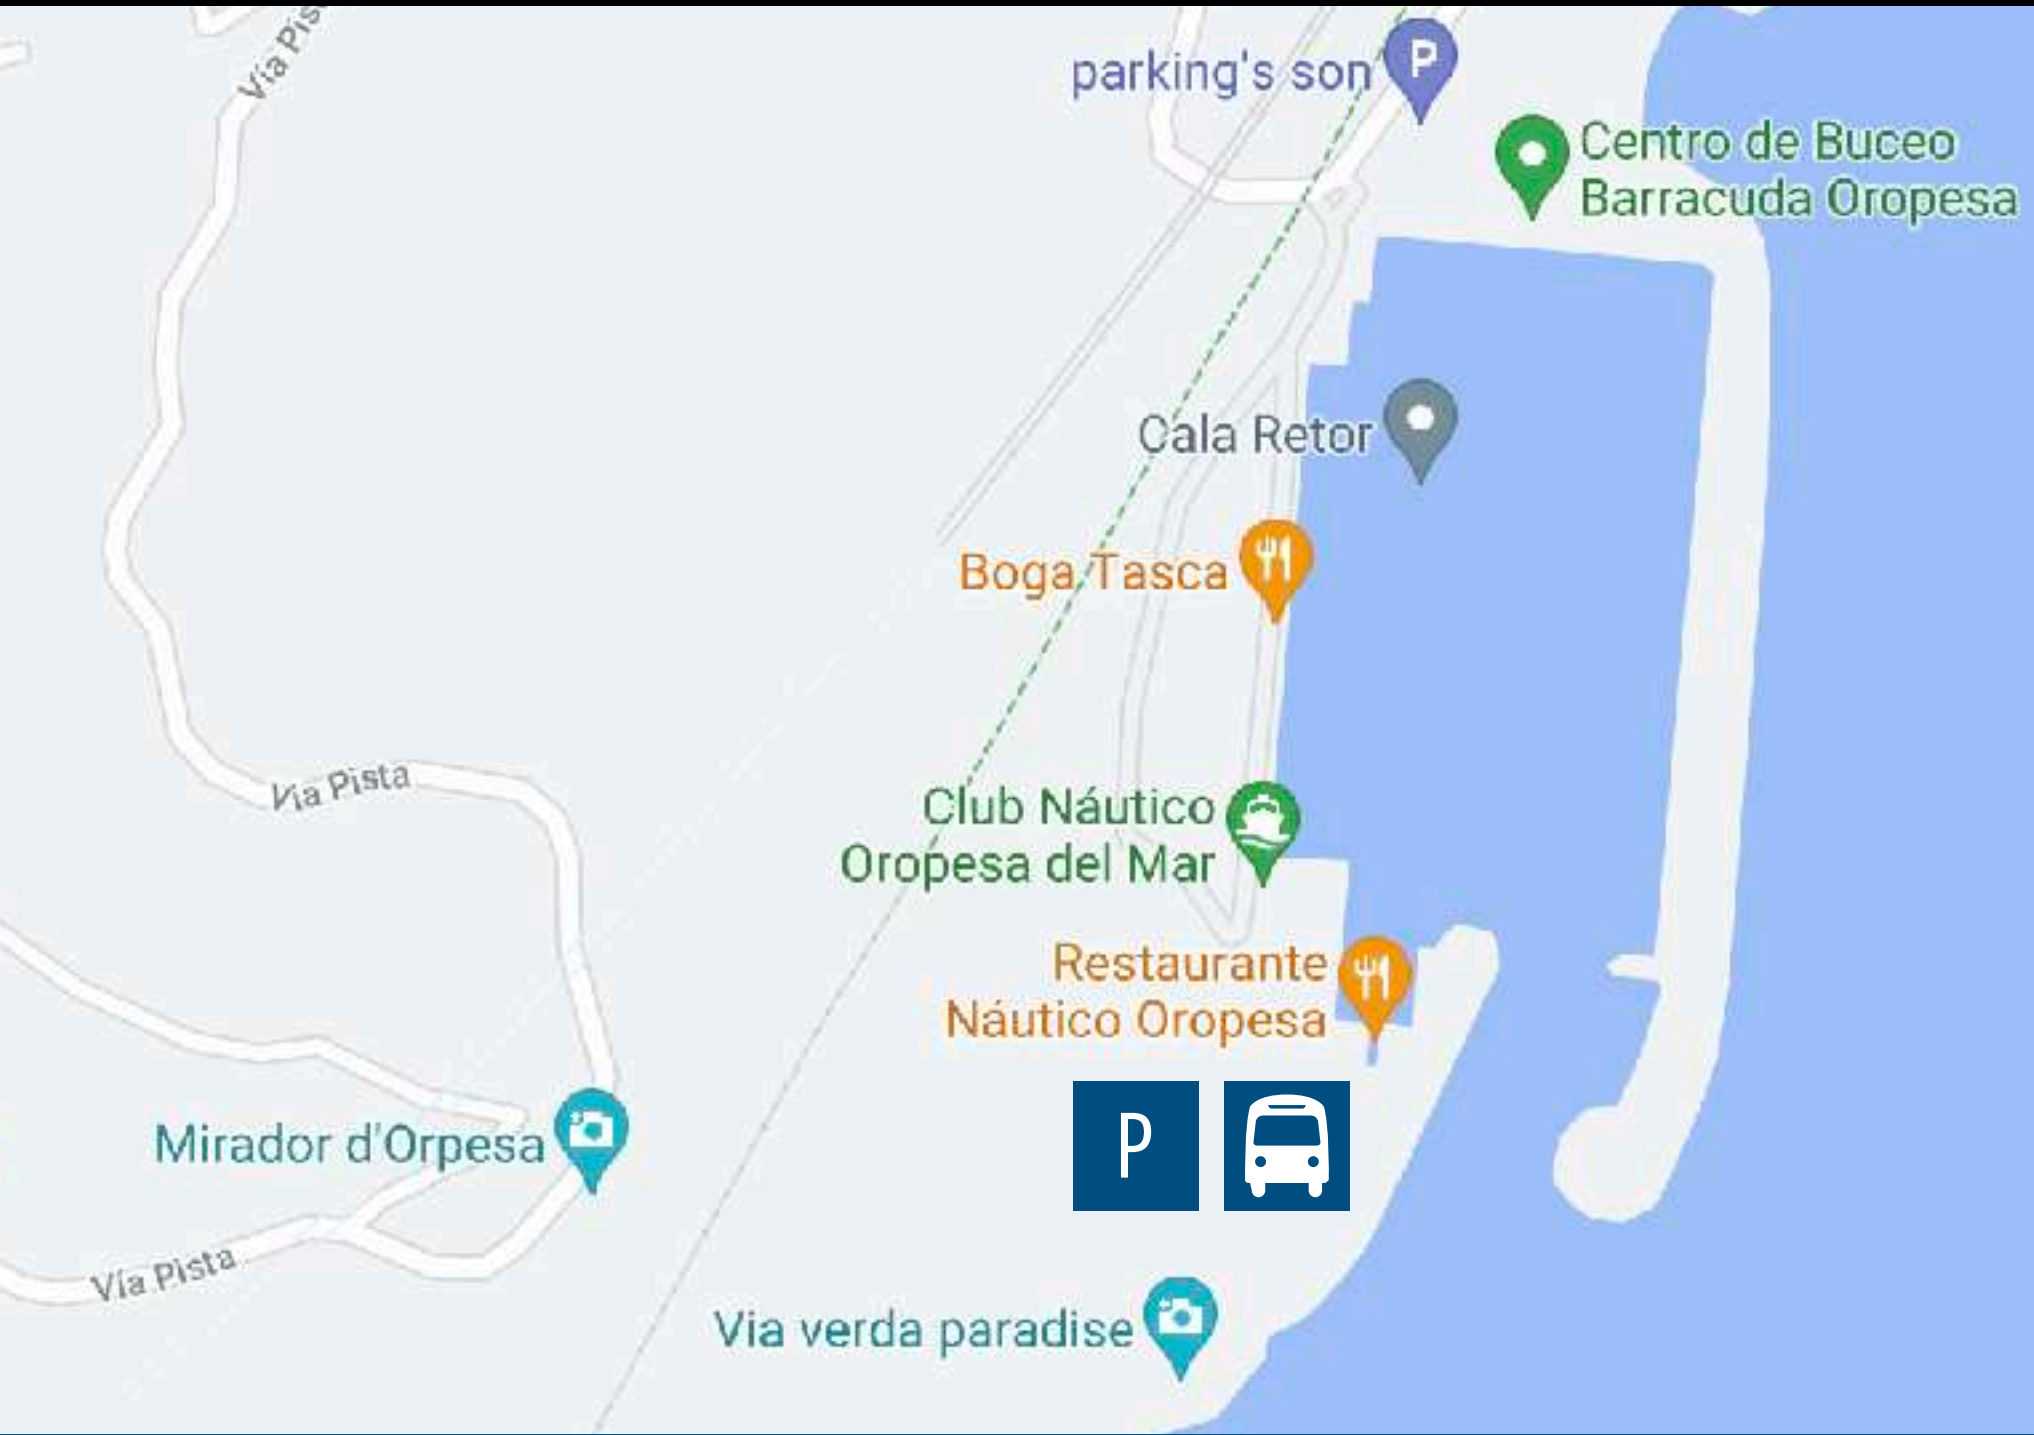 Vía Pis
parking's son
P
Centro de Buceo
Barracuda Oropesa
Cala Retor
Boga Tasca
Vía Pista
Club Náutico
Oropesa del Mar
Restaurante
Náutico Oropesa
P
Mirador d'Orpesa
Vía Pista
Via verda paradise